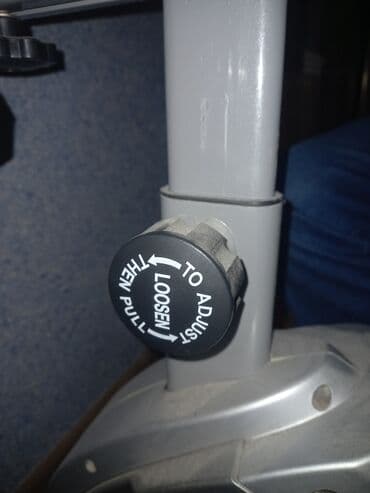 TO ADJUST
LOOSEN
THEN PULL